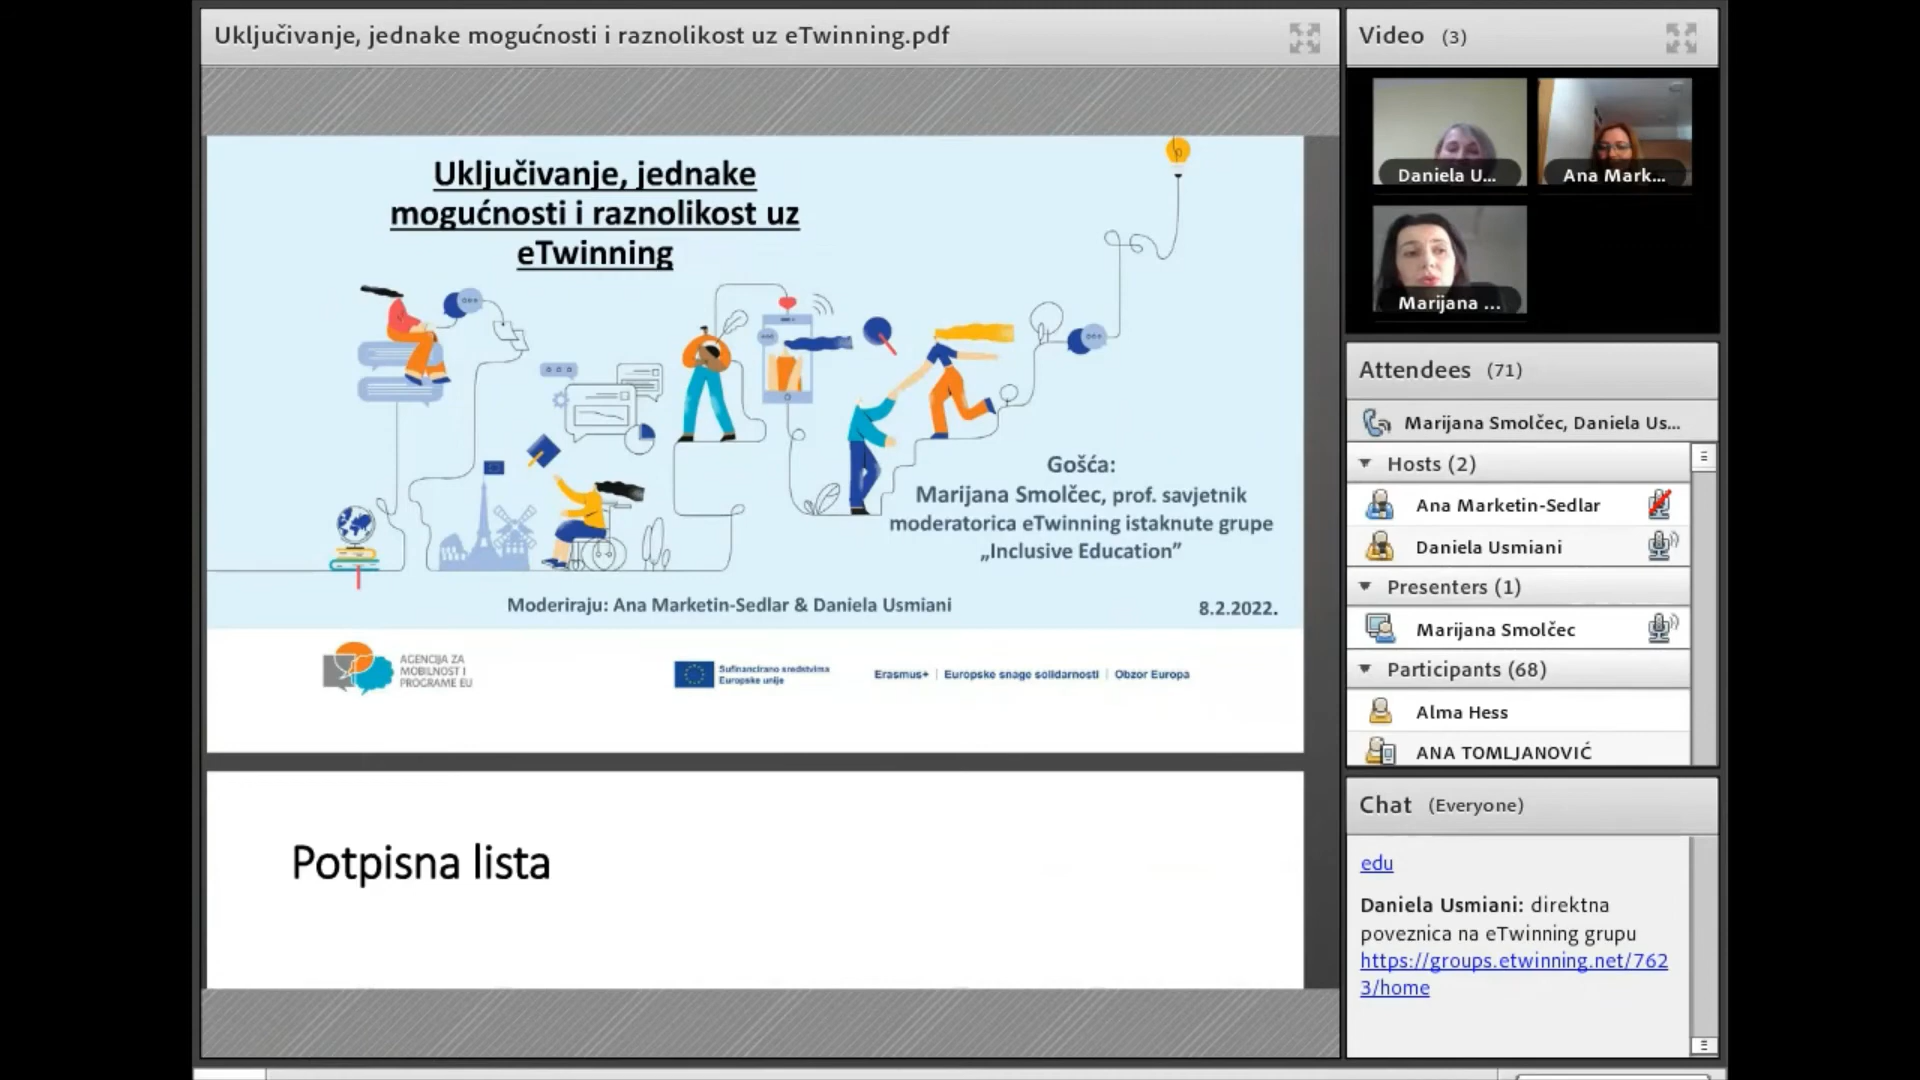 Uključivanje, jednake mogućnosti i raznolikost uz eTwinning.pdf
Uključivanje, jednake
mogućnosti i raznolikost uz
eTwinning
Gošća:
Marijana Smolčec, prof. savjetnik
moderatorica eTwinning istaknute grupe
„Inclusive Education”
Moderiraju: Ana Marketin-Sedlar & Daniela Usmiani
8.2.2022.
AGENCIJA ZA
MOBILNOST I
PROGRAME EU
Sufinancirano sredstvima
Europske unije
Erasmus+ | Europske snage solidarnosti | Obzor Europa
Potpisna lista
Video (3)
Daniela U...
Ana Mark...
Marijana ...
Attendees (71)
Marijana Smolčec, Daniela Us...
Hosts (2)
Ana Marketin-Sedlar
Daniela Usmiani
Presenters (1)
Marijana Smolčec
Participants (68)
Alma Hess
ANA TOMLJANOVIĆ
Chat (Everyone)
edu
Daniela Usmiani: direktna
poveznica na eTwinning grupu
https://groups.etwinning.net/762
3/home